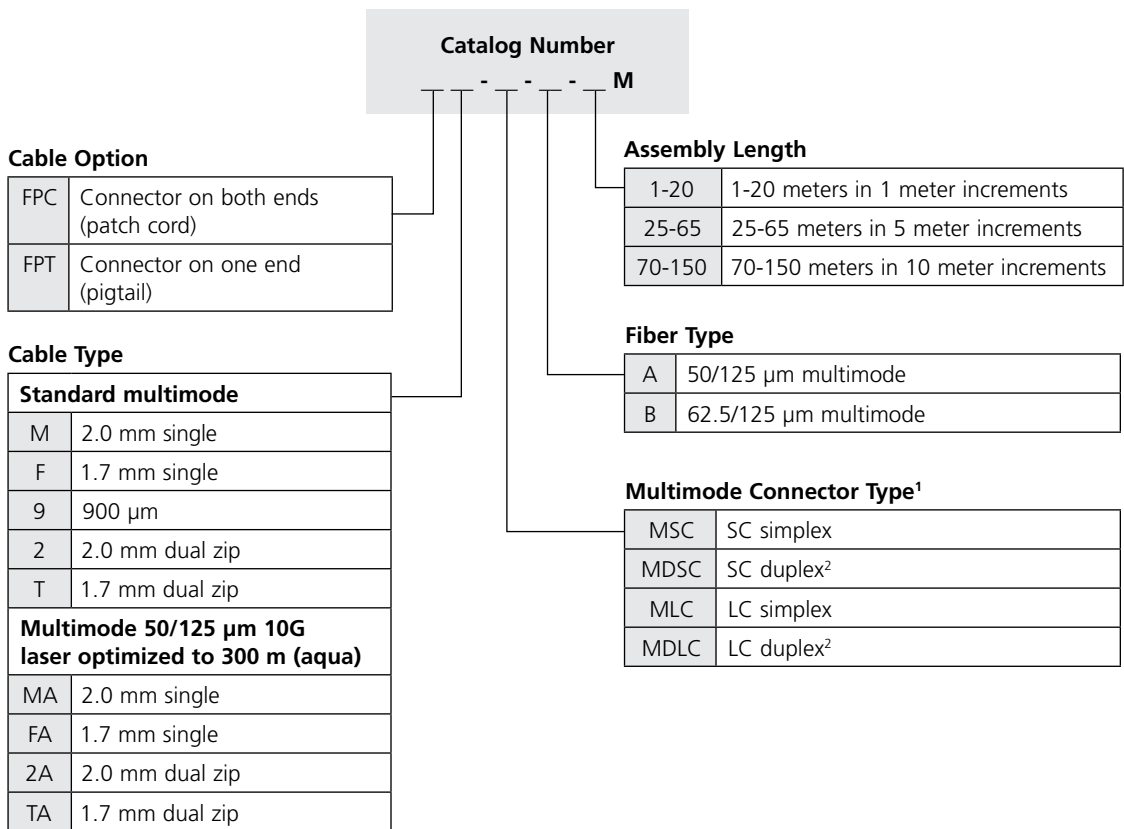 Catalog Number
__ __ - __ - __ - __ M
Cable Option
FPC Connector on both ends
(patch cord)
FPT Connector on one end
(pigtail)
Cable Type
Standard multimode
M 2.0 mm single
F 1.7 mm single
9 900 µm
2 2.0 mm dual zip
T 1.7 mm dual zip
Multimode 50/125 µm 10G
laser optimized to 300 m (aqua)
MA 2.0 mm single
FA 1.7 mm single
2A 2.0 mm dual zip
TA 1.7 mm dual zip
Assembly Length
1-20 1-20 meters in 1 meter increments
25-65 25-65 meters in 5 meter increments
70-150 70-150 meters in 10 meter increments
Fiber Type
A 50/125 µm multimode
B 62.5/125 µm multimode
Multimode Connector Type¹
MSC SC simplex
MDSC SC duplex²
MLC LC simplex
MDLC LC duplex²